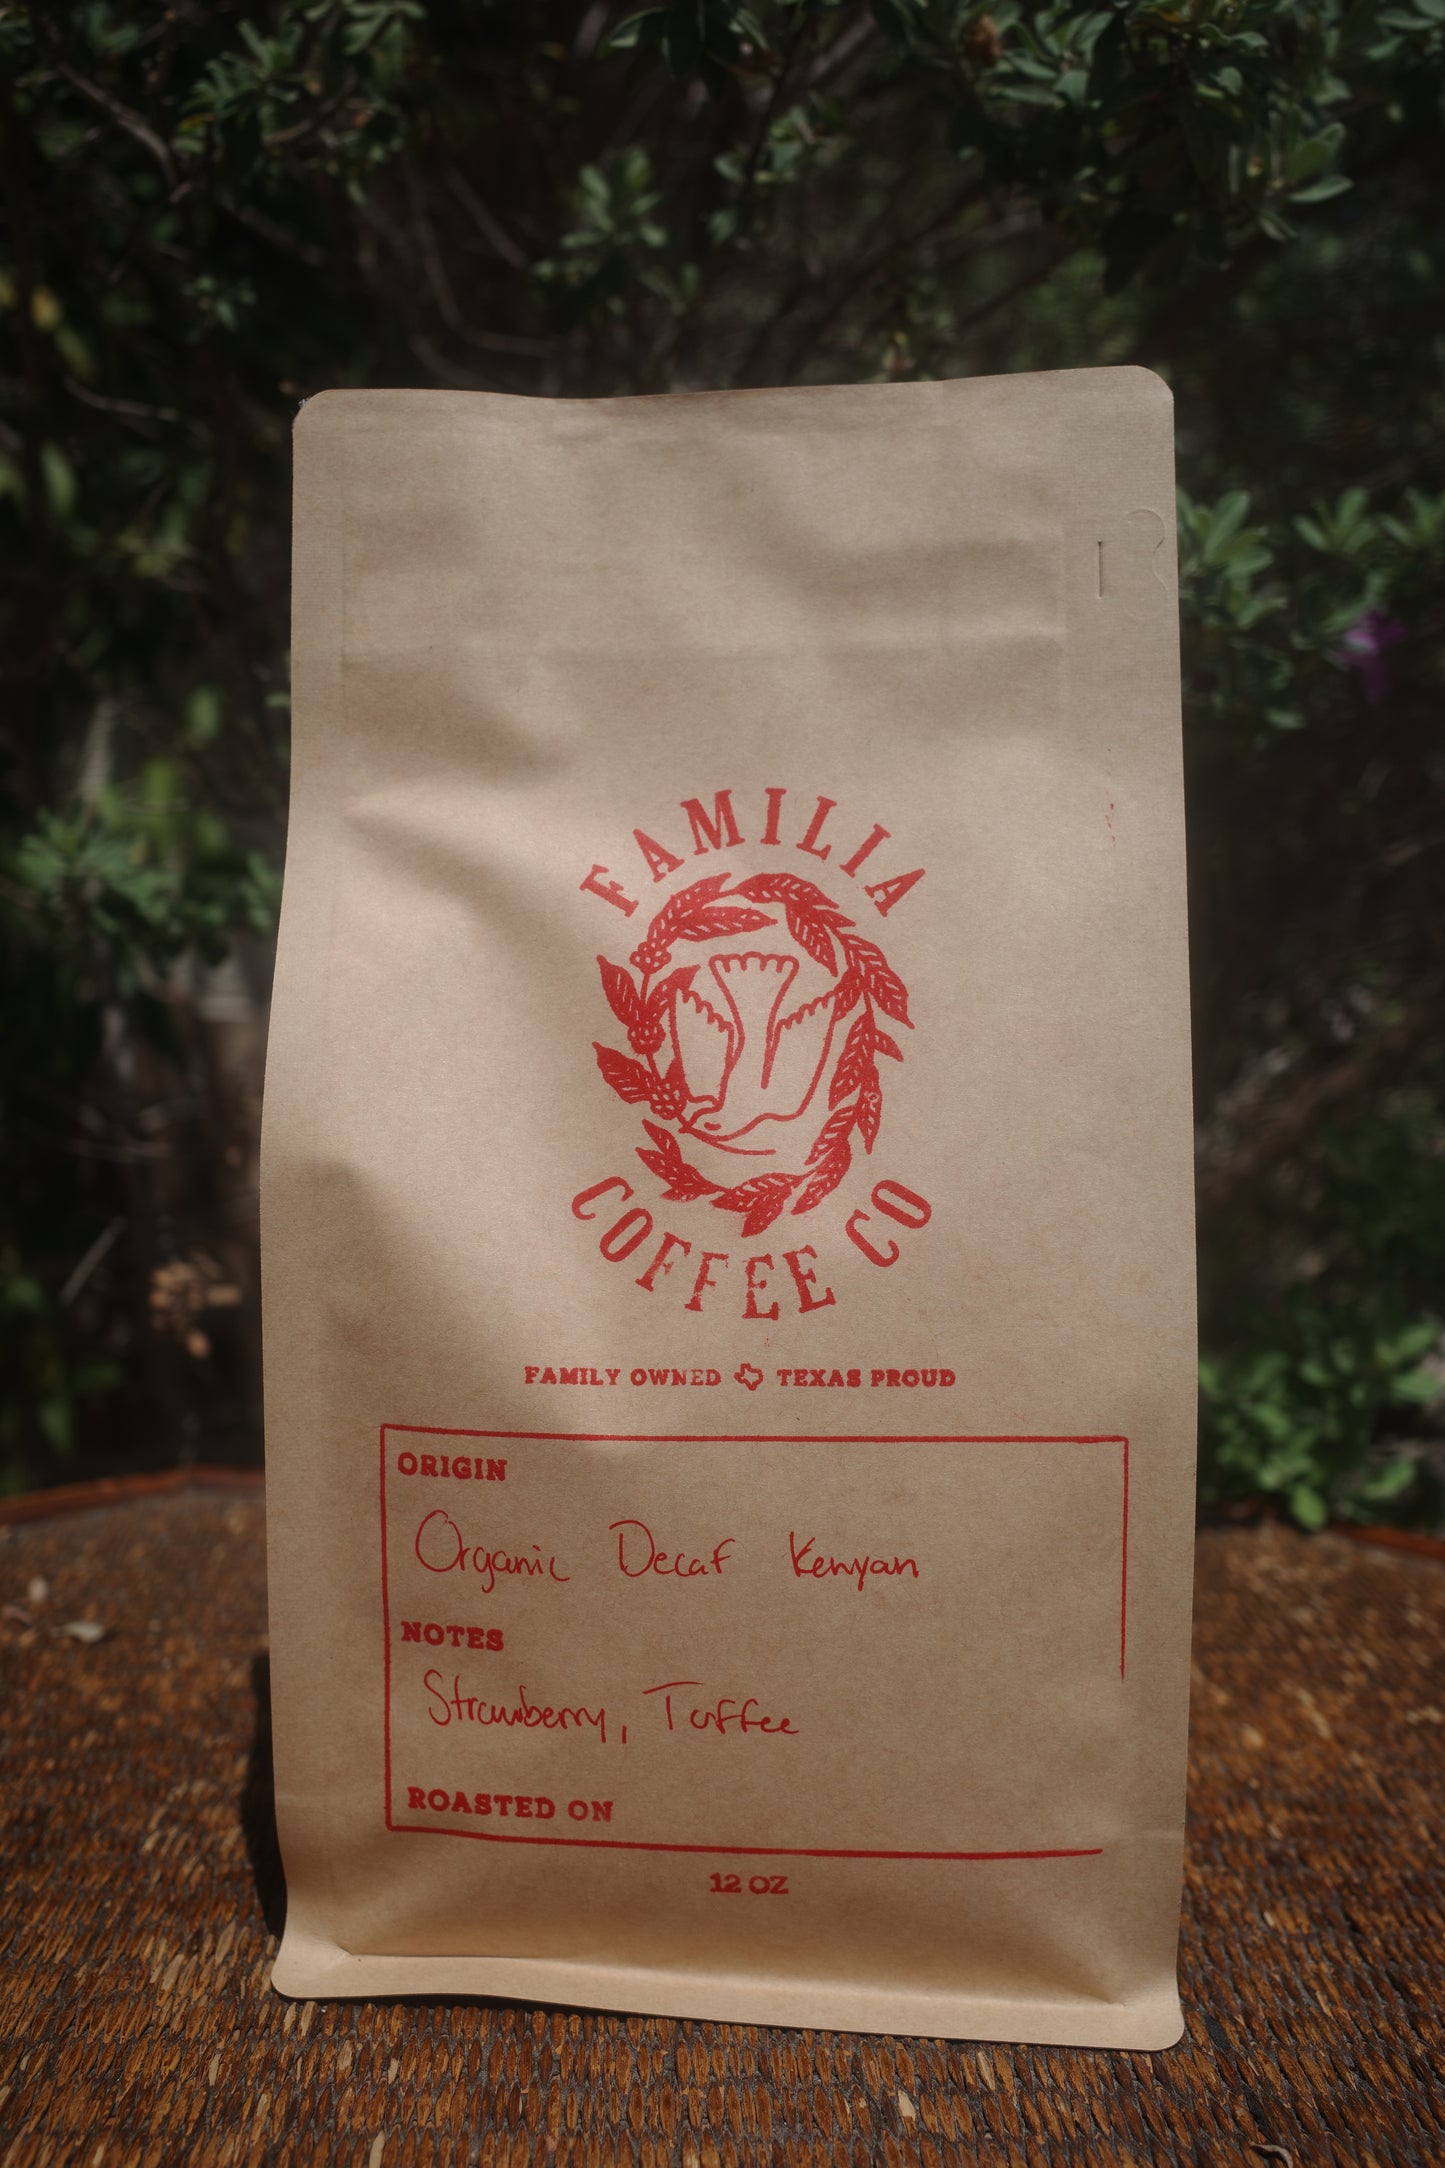 FAMILIA
COFFEE CO
FAMILY OWNED TEXAS PROUD
ORIGIN
Organic Decaf Kenyan
NOTES
Strawberry, Toffee
ROASTED ON
12 OZ